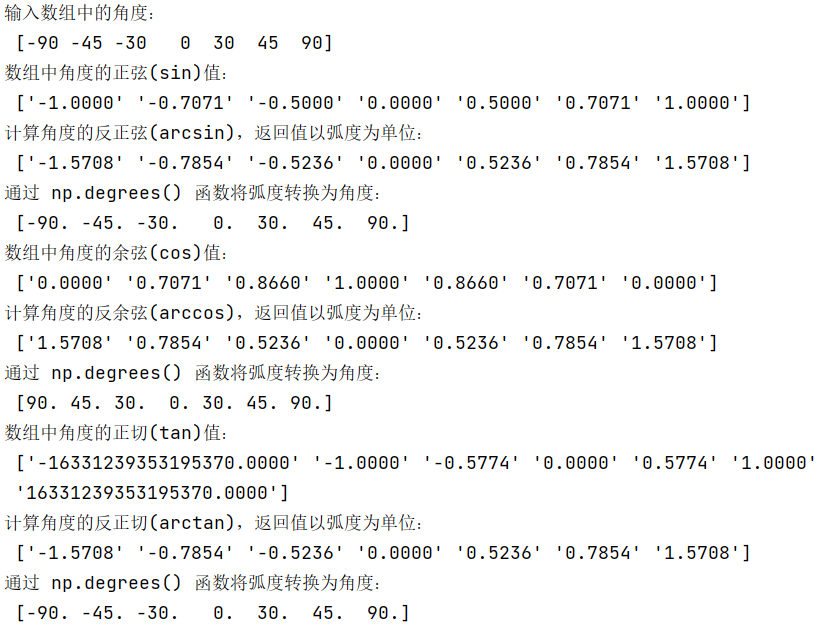 输入数组中的角度：
[-90 -45 -30   0  30  45  90]
数组中角度的正弦(sin)值：
['-1.0000' '-0.7071' '-0.5000' '0.0000' '0.5000' '0.7071' '1.0000']
计算角度的反正弦(arcsin)，返回值以弧度为单位：
['-1.5708' '-0.7854' '-0.5236' '0.0000' '0.5236' '0.7854' '1.5708']
通过 np.degrees() 函数将弧度转换为角度：
[-90. -45. -30.   0.  30.  45.  90.]
数组中角度的余弦(cos)值：
['0.0000' '0.7071' '0.8660' '1.0000' '0.8660' '0.7071' '0.0000']
计算角度的反余弦(arccos)，返回值以弧度为单位：
['1.5708' '0.7854' '0.5236' '0.0000' '0.5236' '0.7854' '1.5708']
通过 np.degrees() 函数将弧度转换为角度：
[90. 45. 30.  0. 30. 45. 90.]
数组中角度的正切(tan)值：
['-16331239353195370.0000' '-1.0000' '-0.5774' '0.0000' '0.5774' '1.0000'
'16331239353195370.0000']
计算角度的反正切(arctan)，返回值以弧度为单位：
['-1.5708' '-0.7854' '-0.5236' '0.0000' '0.5236' '0.7854' '1.5708']
通过 np.degrees() 函数将弧度转换为角度：
[-90. -45. -30.   0.  30.  45.  90.]